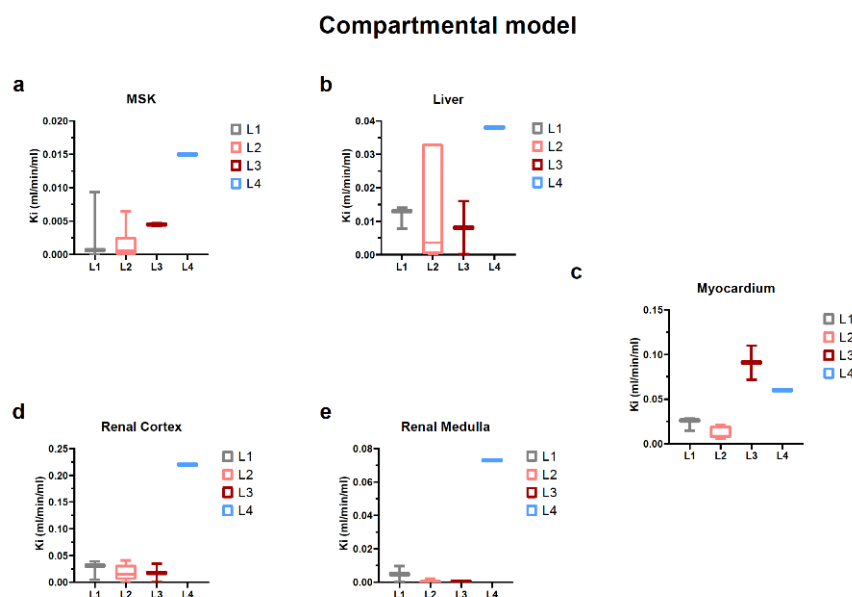 Compartmental model
a
MSK
Ki (ml/min/ml)
0.020
0.015
0.010
0.005
0.000
L1 L2 L3 L4
L1
L2
L3
L4
b
Liver
Ki (ml/min/ml)
0.04
0.03
0.02
0.01
0.00
L1 L2 L3 L4
L1
L2
L3
L4
c
Myocardium
Ki (ml/min/ml)
0.15
0.10
0.05
0.00
L1 L2 L3 L4
L1
L2
L3
L4
d
Renal Cortex
Ki (ml/min/ml)
0.25
0.20
0.15
0.10
0.05
0.00
L1 L2 L3 L4
L1
L2
L3
L4
e
Renal Medulla
Ki (ml/min/ml)
0.08
0.06
0.04
0.02
0.00
L1 L2 L3 L4
L1
L2
L3
L4